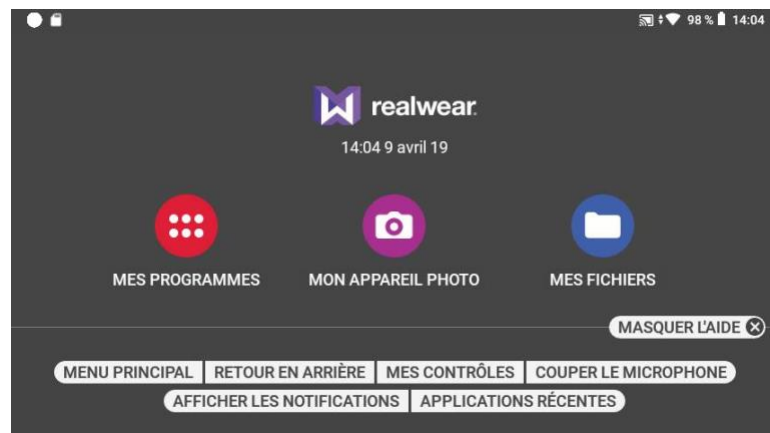 98 % 14:04
realwear
14:04 9 avril 19
MES PROGRAMMES MON APPAREIL PHOTO MES FICHIERS
MASQUER L'AIDE
MENU PRINCIPAL RETOUR EN ARRIÈRE MES CONTRÔLES COUPER LE MICROPHONE
AFFICHER LES NOTIFICATIONS APPLICATIONS RÉCENTES